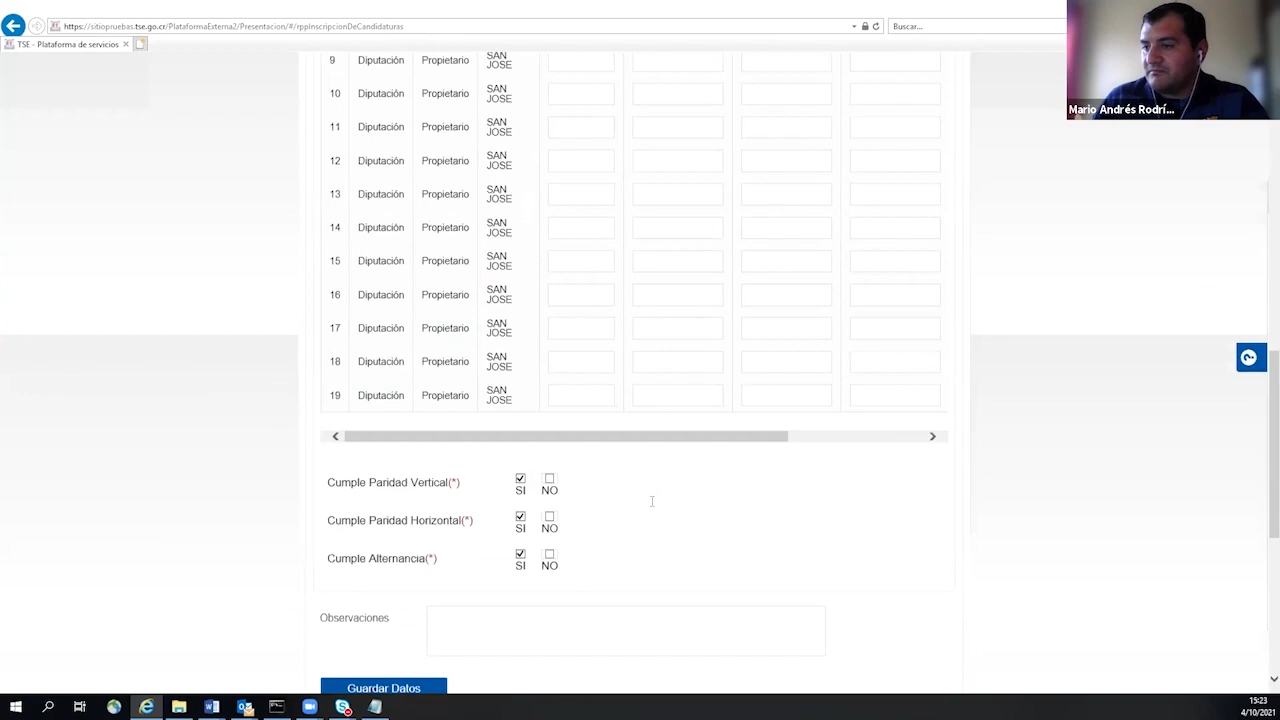 https://sitiopruebas.tse.go.cr/PlataformaExterna2/Presentacion/#/rppInscripcionDeCandidaturas
Buscar...
TSE - Plataforma de servicios
Mario Andrés Rodrí...
9 Diputación Propietario SAN JOSE
10 Diputación Propietario SAN JOSE
11 Diputación Propietario SAN JOSE
12 Diputación Propietario SAN JOSE
13 Diputación Propietario SAN JOSE
14 Diputación Propietario SAN JOSE
15 Diputación Propietario SAN JOSE
16 Diputación Propietario SAN JOSE
17 Diputación Propietario SAN JOSE
18 Diputación Propietario SAN JOSE
19 Diputación Propietario SAN JOSE
Cumple Paridad Vertical(*) SI NO
Cumple Paridad Horizontal(*) SI NO
Cumple Alternancia(*) SI NO
Observaciones
Guardar Datos
15:23
4/10/2021